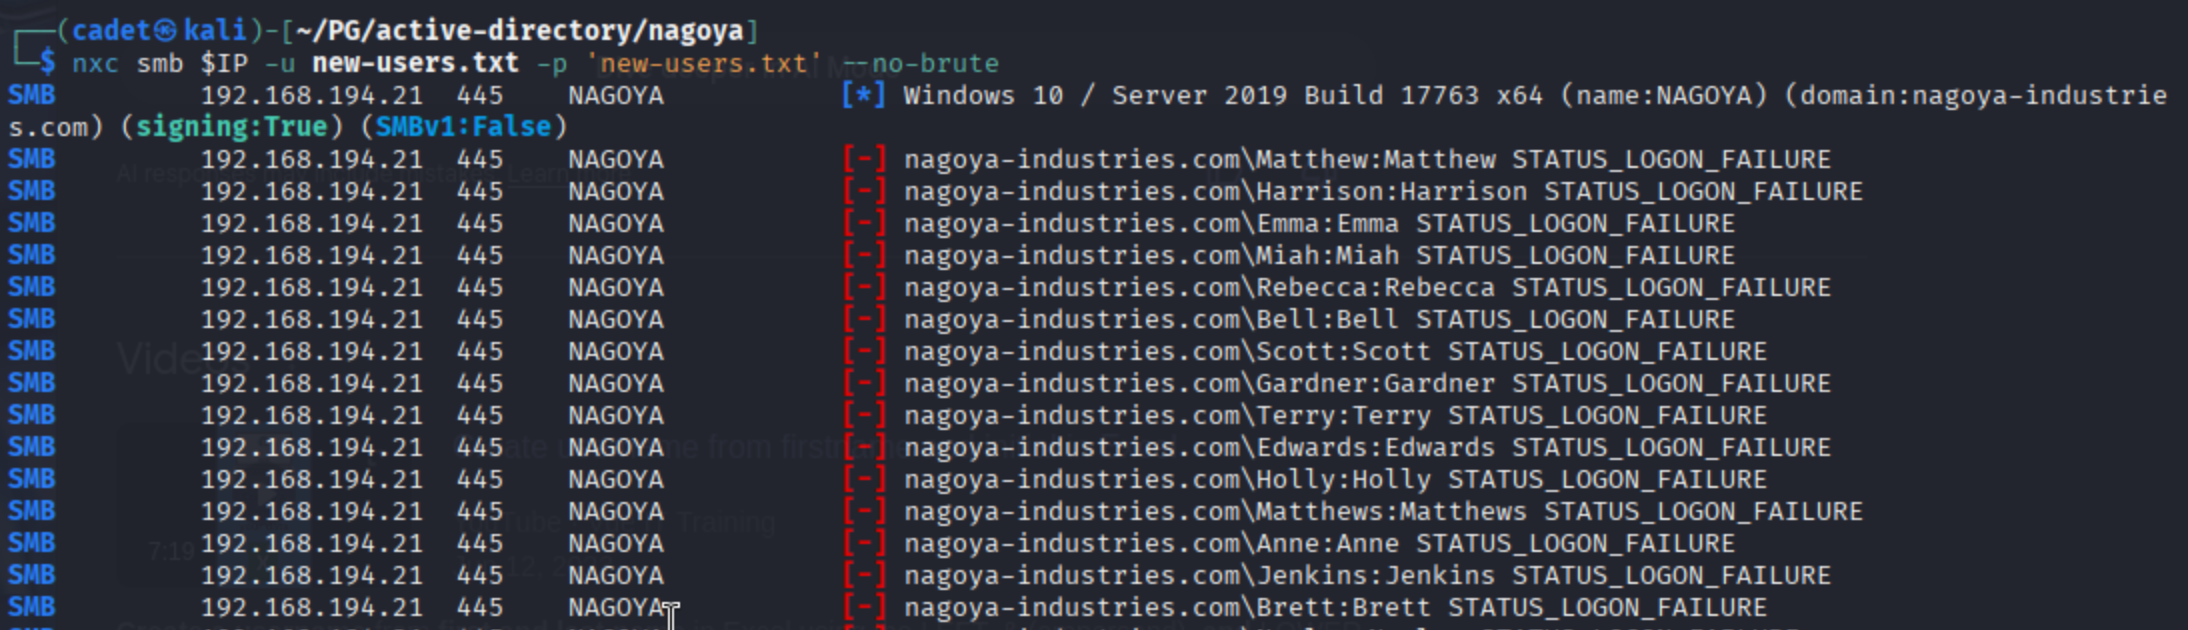 ┌──(cadet㉿kali)-[~/PG/active-directory/nagoya]
└─$ nxc smb $IP -u new-users.txt -p 'new-users.txt' --no-brute
SMB 192.168.194.21 445 NAGOYA [*] Windows 10 / Server 2019 Build 17763 x64 (name:NAGOYA) (domain:nagoya-industrie
s.com) (signing:True) (SMBv1:False)
SMB 192.168.194.21 445 NAGOYA [-] nagoya-industries.com\Matthew:Matthew STATUS_LOGON_FAILURE
SMB 192.168.194.21 445 NAGOYA [-] nagoya-industries.com\Harrison:Harrison STATUS_LOGON_FAILURE
SMB 192.168.194.21 445 NAGOYA [-] nagoya-industries.com\Emma:Emma STATUS_LOGON_FAILURE
SMB 192.168.194.21 445 NAGOYA [-] nagoya-industries.com\Miah:Miah STATUS_LOGON_FAILURE
SMB 192.168.194.21 445 NAGOYA [-] nagoya-industries.com\Rebecca:Rebecca STATUS_LOGON_FAILURE
SMB 192.168.194.21 445 NAGOYA [-] nagoya-industries.com\Bell:Bell STATUS_LOGON_FAILURE
SMB 192.168.194.21 445 NAGOYA [-] nagoya-industries.com\Scott:Scott STATUS_LOGON_FAILURE
SMB 192.168.194.21 445 NAGOYA [-] nagoya-industries.com\Gardner:Gardner STATUS_LOGON_FAILURE
SMB 192.168.194.21 445 NAGOYA [-] nagoya-industries.com\Terry:Terry STATUS_LOGON_FAILURE
SMB 192.168.194.21 445 NAGOYA [-] nagoya-industries.com\Edwards:Edwards STATUS_LOGON_FAILURE
SMB 192.168.194.21 445 NAGOYA [-] nagoya-industries.com\Holly:Holly STATUS_LOGON_FAILURE
SMB 192.168.194.21 445 NAGOYA [-] nagoya-industries.com\Matthews:Matthews STATUS_LOGON_FAILURE
SMB 192.168.194.21 445 NAGOYA [-] nagoya-industries.com\Anne:Anne STATUS_LOGON_FAILURE
SMB 192.168.194.21 445 NAGOYA [-] nagoya-industries.com\Jenkins:Jenkins STATUS_LOGON_FAILURE
SMB 192.168.194.21 445 NAGOYA [-] nagoya-industries.com\Brett:Brett STATUS_LOGON_FAILURE